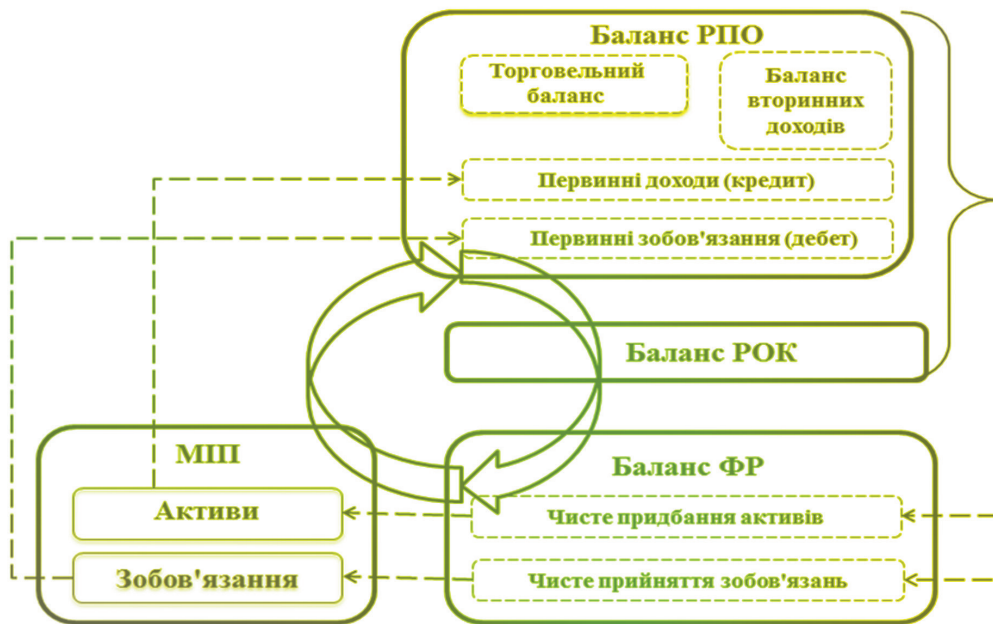 Баланс РПО
Торговельний
баланс
Баланс
вторинних
доходів
Первинні доходи (кредит)
Первинні зобов'язання (дебет)
Баланс РОК
МІП
Активи
Зобов'язання
Баланс ФР
Чисте придбання активів
Чисте прийняття зобов'язань